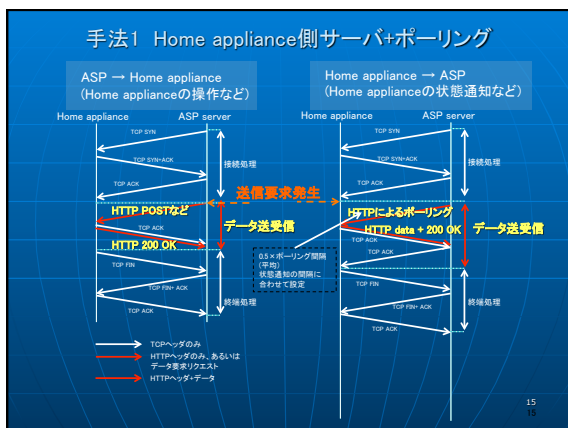 手法1 Home appliance側サーバ+ポーリング
ASP → Home appliance
(Home applianceの操作など)
Home appliance
ASP server
TCP SYN
TCP SYN+ACK
TCP ACK
接続処理
HTTP POSTなど
TCP ACK
HTTP 200 OK
データ送受信
TCP FIN
TCP FIN+ ACK
TCP ACK
終端処理
送信要求発生
Home appliance → ASP
(Home applianceの状態通知など)
Home appliance
ASP server
TCP SYN
TCP SYN+ACK
TCP ACK
接続処理
HTTPによるポーリング
HTTP data + 200 OK
TCP ACK
TCP ACK
データ送受信
0.5×ポーリング間隔
(平均)
状態通知の間隔に
合わせて設定
TCP FIN
TCP FIN+ ACK
TCP ACK
終端処理
TCPヘッダのみ
HTTPヘッダのみ、あるいは
データ要求リクエスト
HTTPヘッダ+データ
15
15